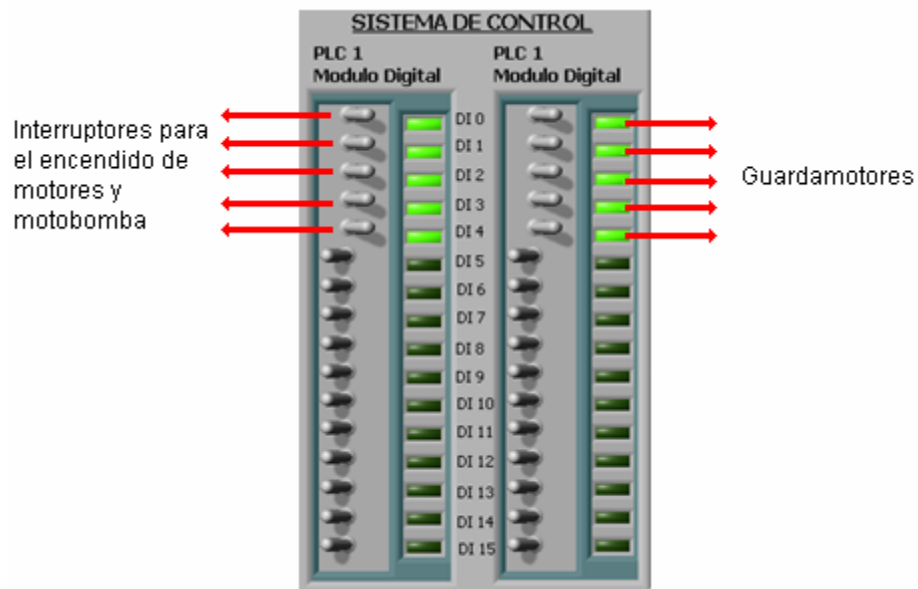 SISTEMA DE CONTROL
PLC 1
Modulo Digital
PLC 1
Modulo Digital
Interruptores para
el encendido de
motores y
motobomba
DI 0
DI 1
DI 2
DI 3
DI 4
DI 5
DI 6
DI 7
DI 8
DI 9
DI 10
DI 11
DI 12
DI 13
DI 14
DI 15
Guardamotores